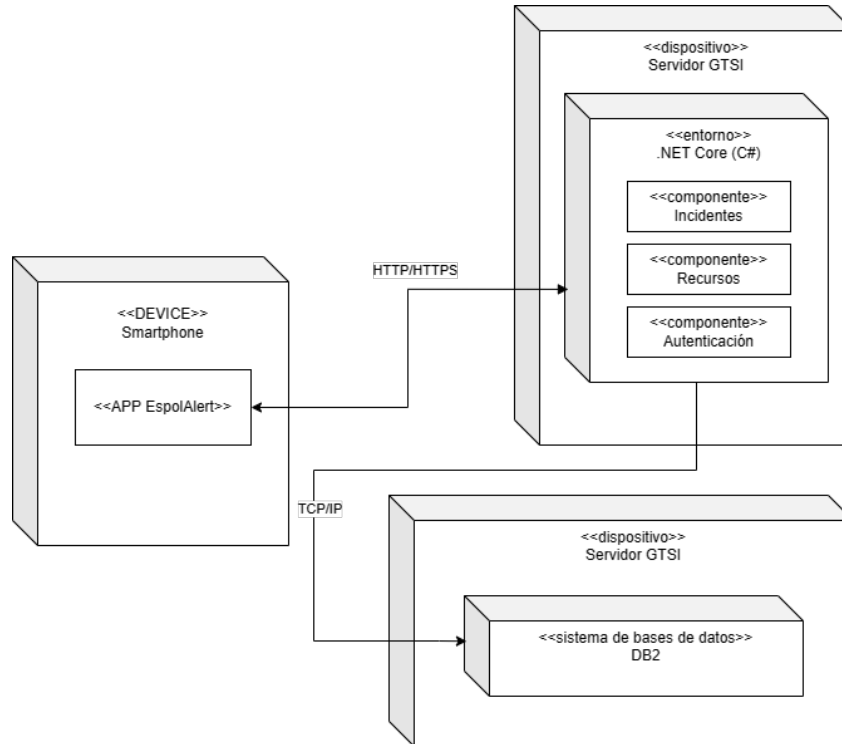 <<dispositivo>>
Servidor GTSI
<<entorno>>
.NET Core (C#)
<<componente>>
Incidentes
<<componente>>
Recursos
<<componente>>
Autenticación
HTTP/HTTPS
<<DEVICE>>
Smartphone
<<APP EspolAlert>>
TCP/IP
<<dispositivo>>
Servidor GTSI
<<sistema de bases de datos>>
DB2